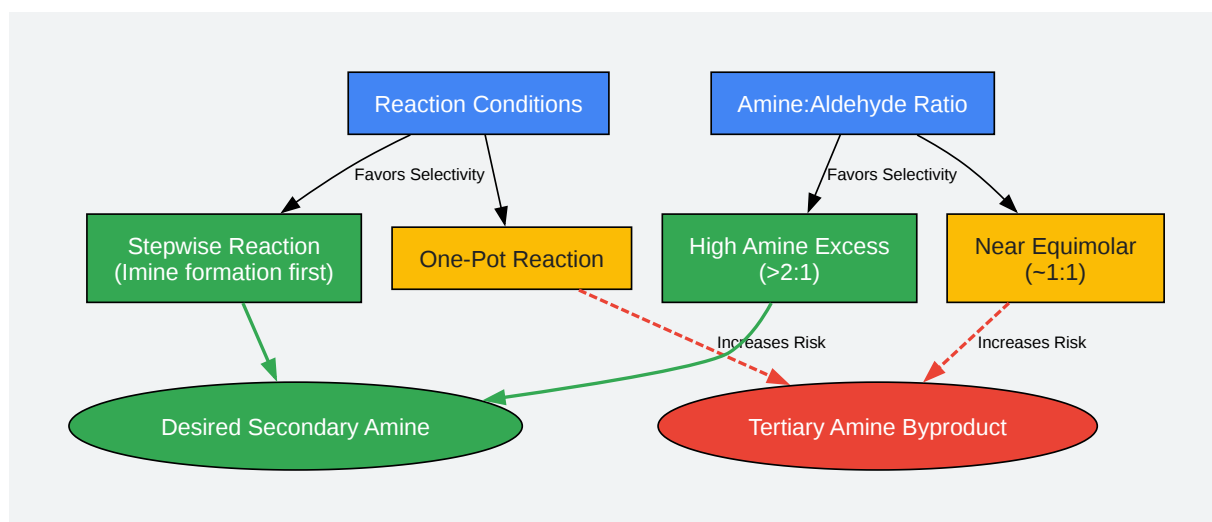 Reaction Conditions
Amine:Aldehyde Ratio
Favors Selectivity
Favors Selectivity
Stepwise Reaction
(Imine formation first)
One-Pot Reaction
High Amine Excess
(>2:1)
Near Equimolar
(~1:1)
Increases Risk
Increases Risk
Desired Secondary Amine
Tertiary Amine Byproduct